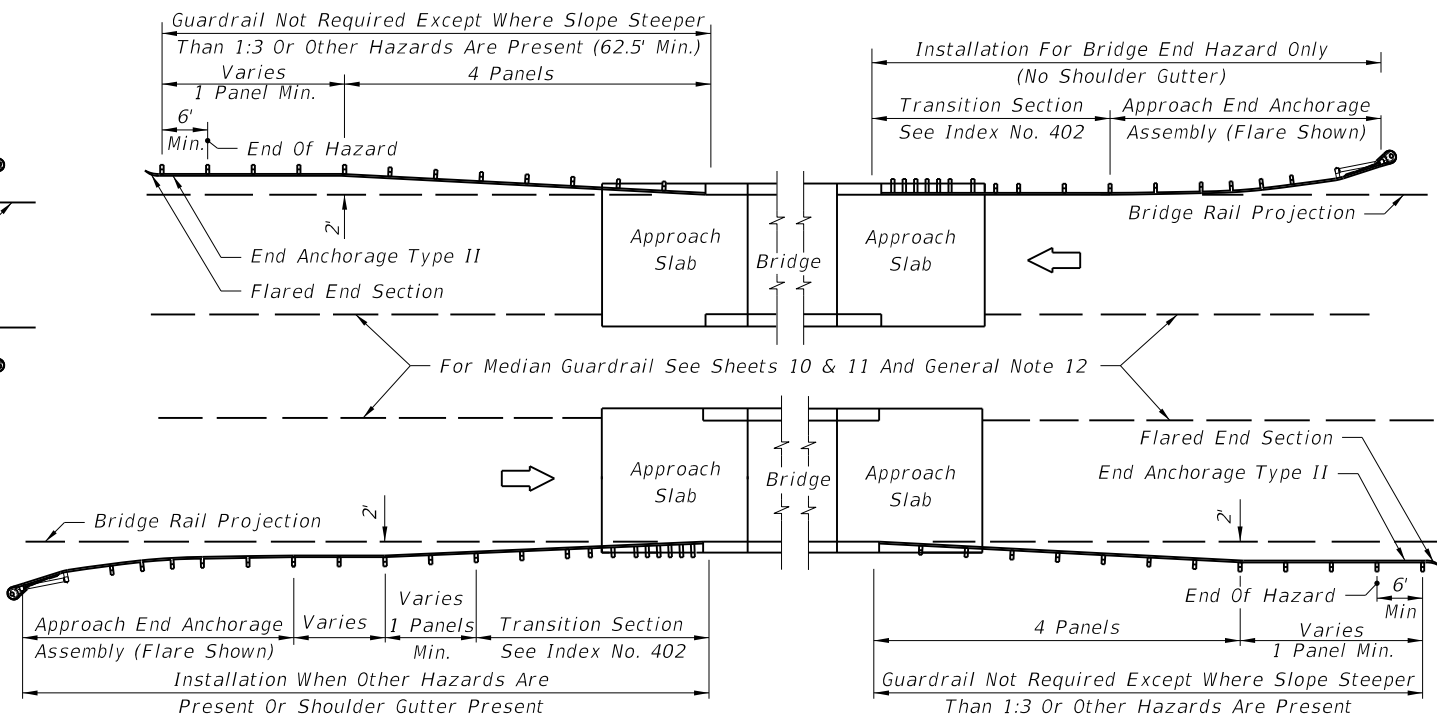 Guardrail Not Required Except Where Slope Steeper
Than 1:3 Or Other Hazards Are Present (62.5' Min.)
Varies
1 Panel Min.
4 Panels
6'
Min.
End Of Hazard
2'
End Anchorage Type II
Flared End Section
Installation For Bridge End Hazard Only
(No Shoulder Gutter)
Transition Section
See Index No. 402
Approach End Anchorage
Assembly (Flare Shown)
Bridge Rail Projection
Approach
Slab
Bridge
Approach
Slab
For Median Guardrail See Sheets 10 & 11 And General Note 12
Flared End Section
End Anchorage Type II
Approach
Slab
Bridge
Approach
Slab
Bridge Rail Projection
2'
2'
Approach End Anchorage
Assembly (Flare Shown)
Varies
Varies
1 Panels
Min.
Transition Section
See Index No. 402
Installation When Other Hazards Are
Present Or Shoulder Gutter Present
End Of Hazard
6'
Min
4 Panels
Varies
1 Panel Min.
Guardrail Not Required Except Where Slope Steeper
Than 1:3 Or Other Hazards Are Present